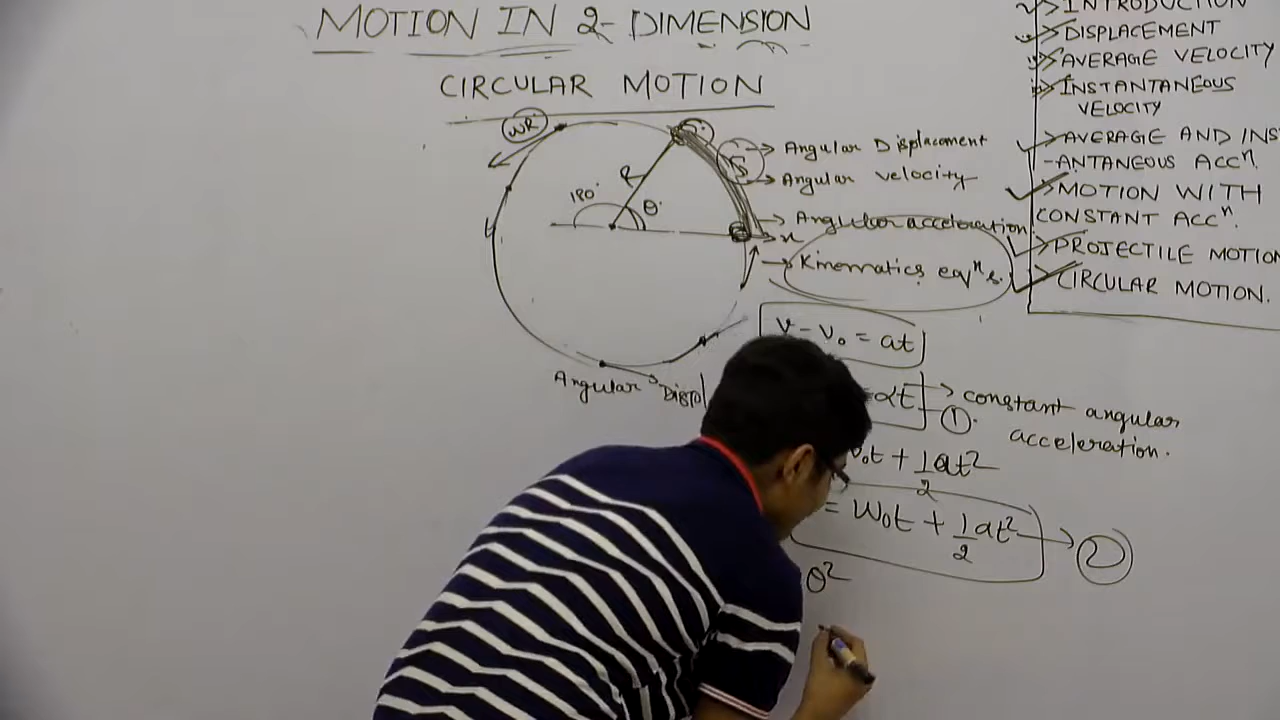 MOTION IN 2-DIMENSION
CIRCULAR MOTION
ωR
180°
R
θ
S
x
→ Angular Displacement
→ Angular velocity
→ Angular acceleration
→ Kinematics eqⁿs.
v - v₀ = at
= αt
①.
→ constant angular
acceleration.
v₀t + 1/2 at²
= ω₀t + 1/2 αt² → ②
θ²
Angular Displ
INTRODUCTION
DISPLACEMENT
AVERAGE VELOCITY
INSTANTANEOUS
VELOCITY
AVERAGE AND INS
-ANTANEOUS ACCⁿ.
MOTION WITH
CONSTANT ACCⁿ.
PROJECTILE MOTION
CIRCULAR MOTION.